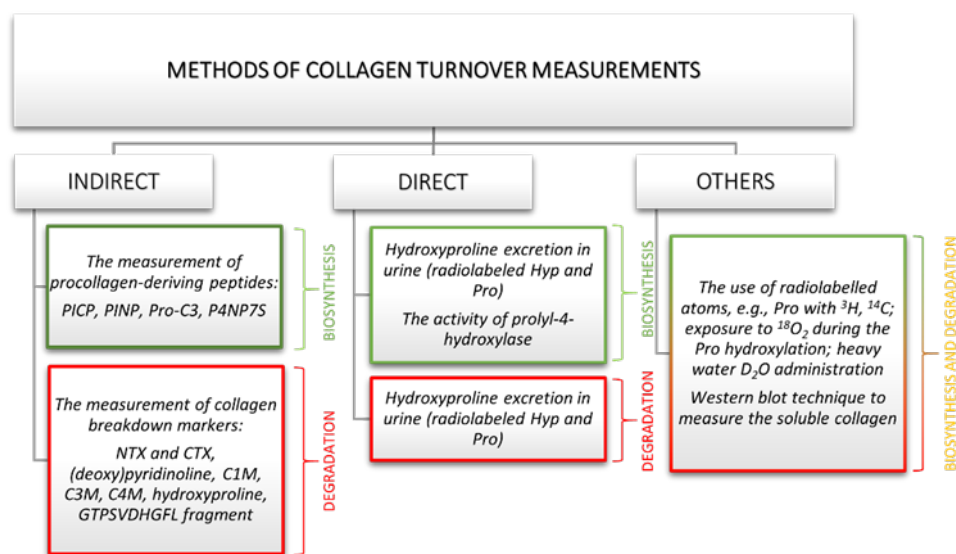 METHODS OF COLLAGEN TURNOVER MEASUREMENTS
INDIRECT
The measurement of
procollagen-deriving peptides:
PICP, PINP, Pro-C3, P4NP7S
BIOSYNTHESIS
The measurement of collagen
breakdown markers:
NTX and CTX,
(deoxy)pyridinoline, C1M,
C3M, C4M, hydroxyproline,
GTPSVDHGFL fragment
DEGRADATION
DIRECT
Hydroxyproline excretion in
urine (radiolabeled Hyp and
Pro)
The activity of prolyl-4-
hydroxylase
BIOSYNTHESIS
Hydroxyproline excretion in
urine (radiolabeled Hyp and
Pro)
DEGRADATION
OTHERS
The use of radiolabelled
atoms, e.g., Pro with ³H, ¹⁴C;
exposure to ¹⁸O₂ during the
Pro hydroxylation; heavy
water D₂O administration
Western blot technique to
measure the soluble collagen
BIOSYNTHESIS AND DEGRADATION